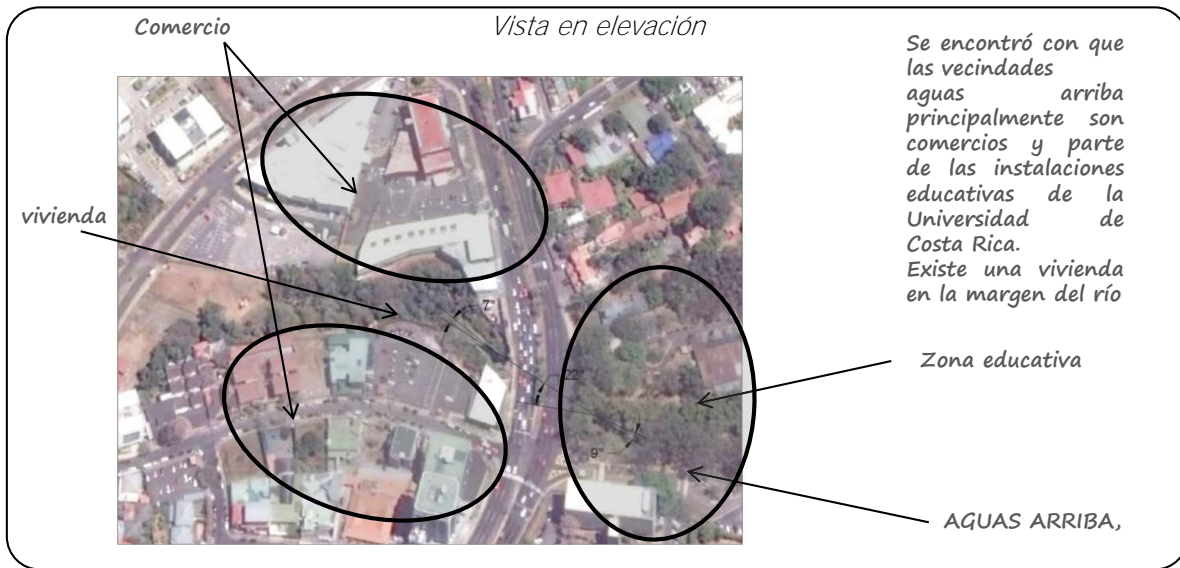 Comercio
Vista en elevación
Se encontró con que
las vecindades
aguas arriba
principalmente son
comercios y parte
de las instalaciones
educativas de la
Universidad de
Costa Rica.
Existe una vivienda
en la margen del río
vivienda
7°
22°
9°
Zona educativa
AGUAS ARRIBA,